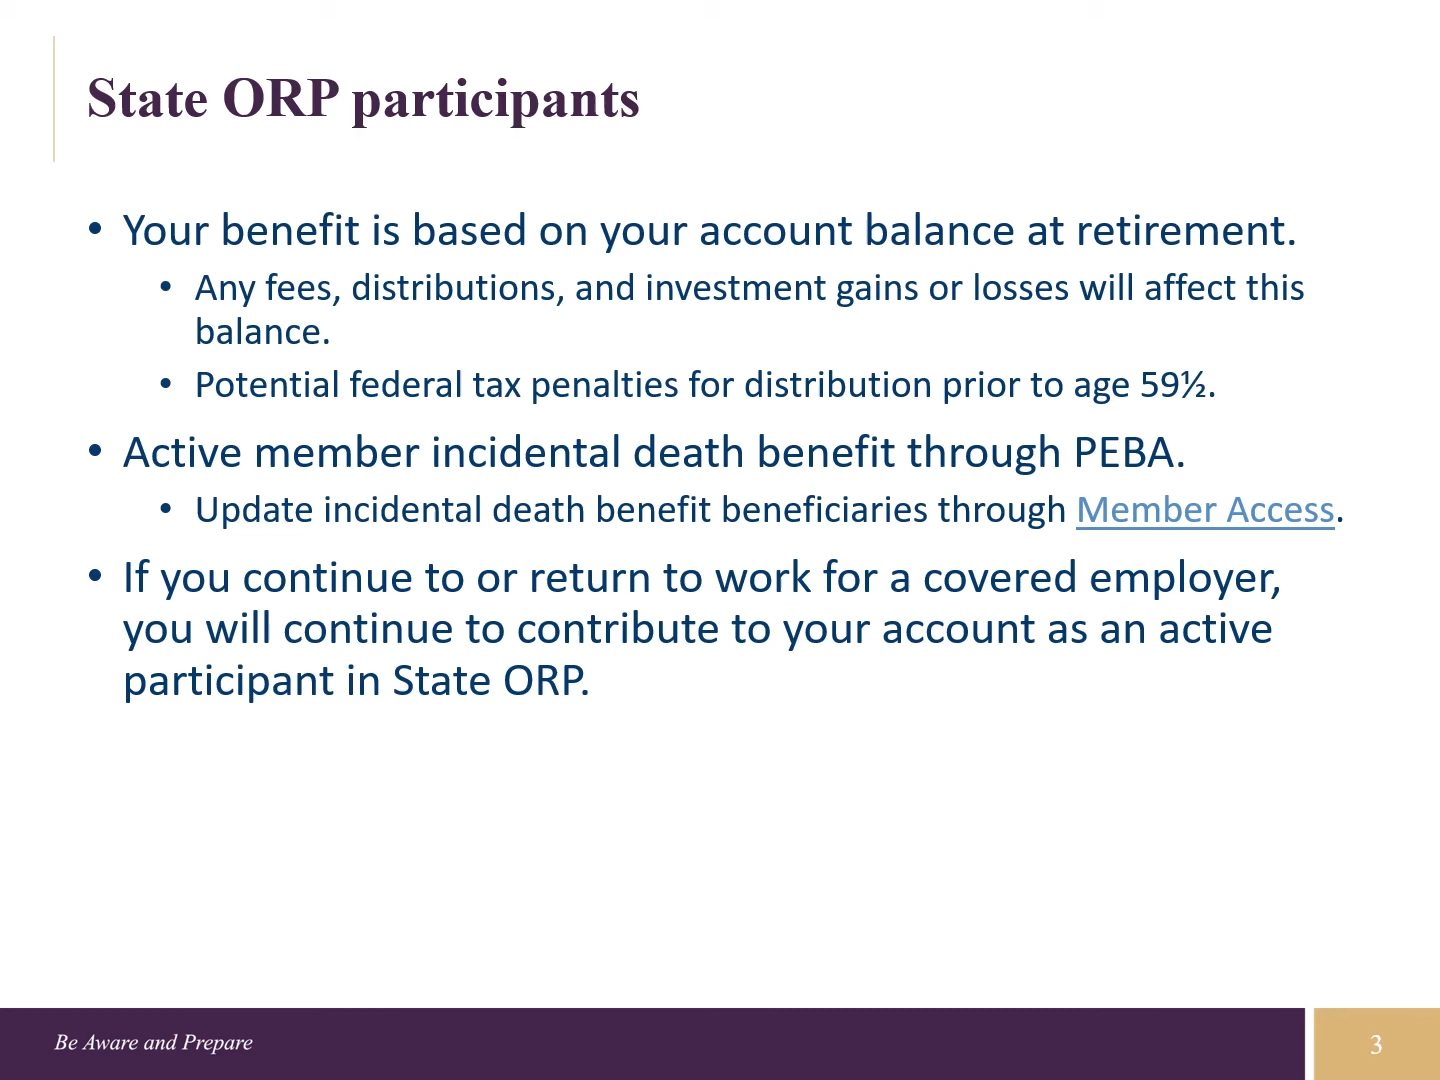 State ORP participants
• Your benefit is based on your account balance at retirement.
• Any fees, distributions, and investment gains or losses will affect this
balance.
• Potential federal tax penalties for distribution prior to age 59½.
• Active member incidental death benefit through PEBA.
• Update incidental death benefit beneficiaries through Member Access.
• If you continue to or return to work for a covered employer,
you will continue to contribute to your account as an active
participant in State ORP.
Be Aware and Prepare
3